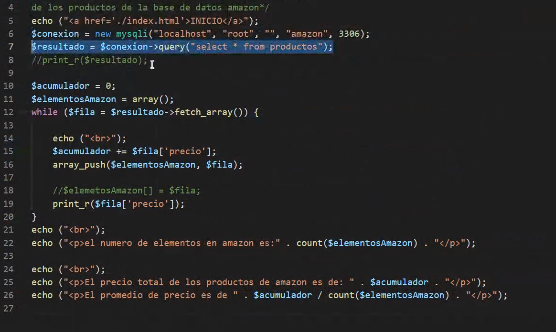 4 de los productos de la base de datos amazon*/
5 echo ("<a href='./index.html'>INICIO</a>");
6 $conexion = new mysqli("localhost", "root", "", "amazon", 3306);
7 $resultado = $conexion->query("select * from productos");
8 //print_r($resultado);
9
10 $acumulador = 0;
11 $elementosAmazon = array();
12 while ($fila = $resultado->fetch_array()) {
13
14 echo ("<br>");
15 $acumulador += $fila['precio'];
16 array_push($elementosAmazon, $fila);
17
18 //$elemetosAmazon[] = $fila;
19 print_r($fila['precio']);
20 }
21 echo ("<br>");
22 echo ("<p>el numero de elementos en amazon es:" . count($elementosAmazon) . "</p>");
23
24 echo ("<br>");
25 echo ("<p>El precio total de los productos de amazon es de: " . $acumulador . "</p>");
26 echo ("<p>El promedio de precio es de " . $acumulador / count($elementosAmazon) . "</p>");
27